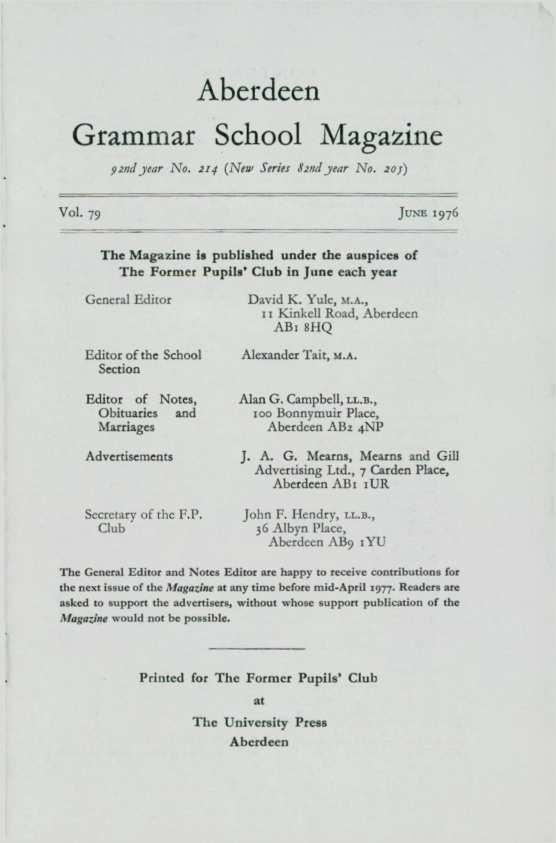 Aberdeen
Grammar School Magazine
92nd year No. 214 (New Series 82nd year No. 205)
Vol. 79 June 1976
The Magazine is published under the auspices of
The Former Pupils' Club in June each year
General Editor David K. Yule, M.A.,
11 Kinkell Road, Aberdeen
AB1 8HQ
Editor of the School Alexander Tait, M.A.
Section
Editor of Notes, Alan G. Campbell, LL.B.,
Obituaries and 100 Bonnymuir Place,
Marriages Aberdeen AB2 4NP
Advertisements J. A. G. Mearns, Mearns and Gill
Advertising Ltd., 7 Carden Place,
Aberdeen AB1 1UR
Secretary of the F.P. John F. Hendry, LL.B.,
Club 36 Albyn Place,
Aberdeen AB9 1YU
The General Editor and Notes Editor are happy to receive contributions for
the next issue of the Magazine at any time before mid-April 1977. Readers are
asked to support the advertisers, without whose support publication of the
Magazine would not be possible.
Printed for The Former Pupils' Club
at
The University Press
Aberdeen